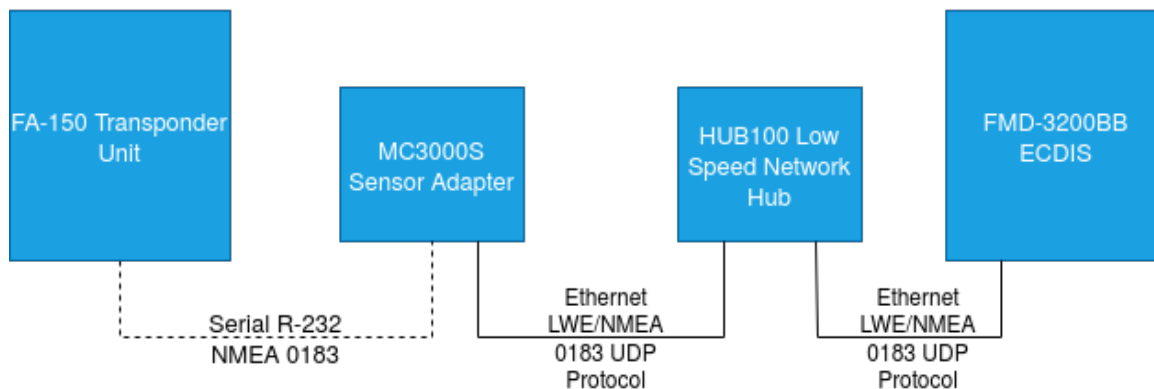 FA-150 Transponder
Unit
MC3000S
Sensor Adapter
HUB100 Low
Speed Network
Hub
FMD-3200BB
ECDIS
Serial R-232
NMEA 0183
Ethernet
LWE/NMEA
0183 UDP
Protocol
Ethernet
LWE/NMEA
0183 UDP
Protocol